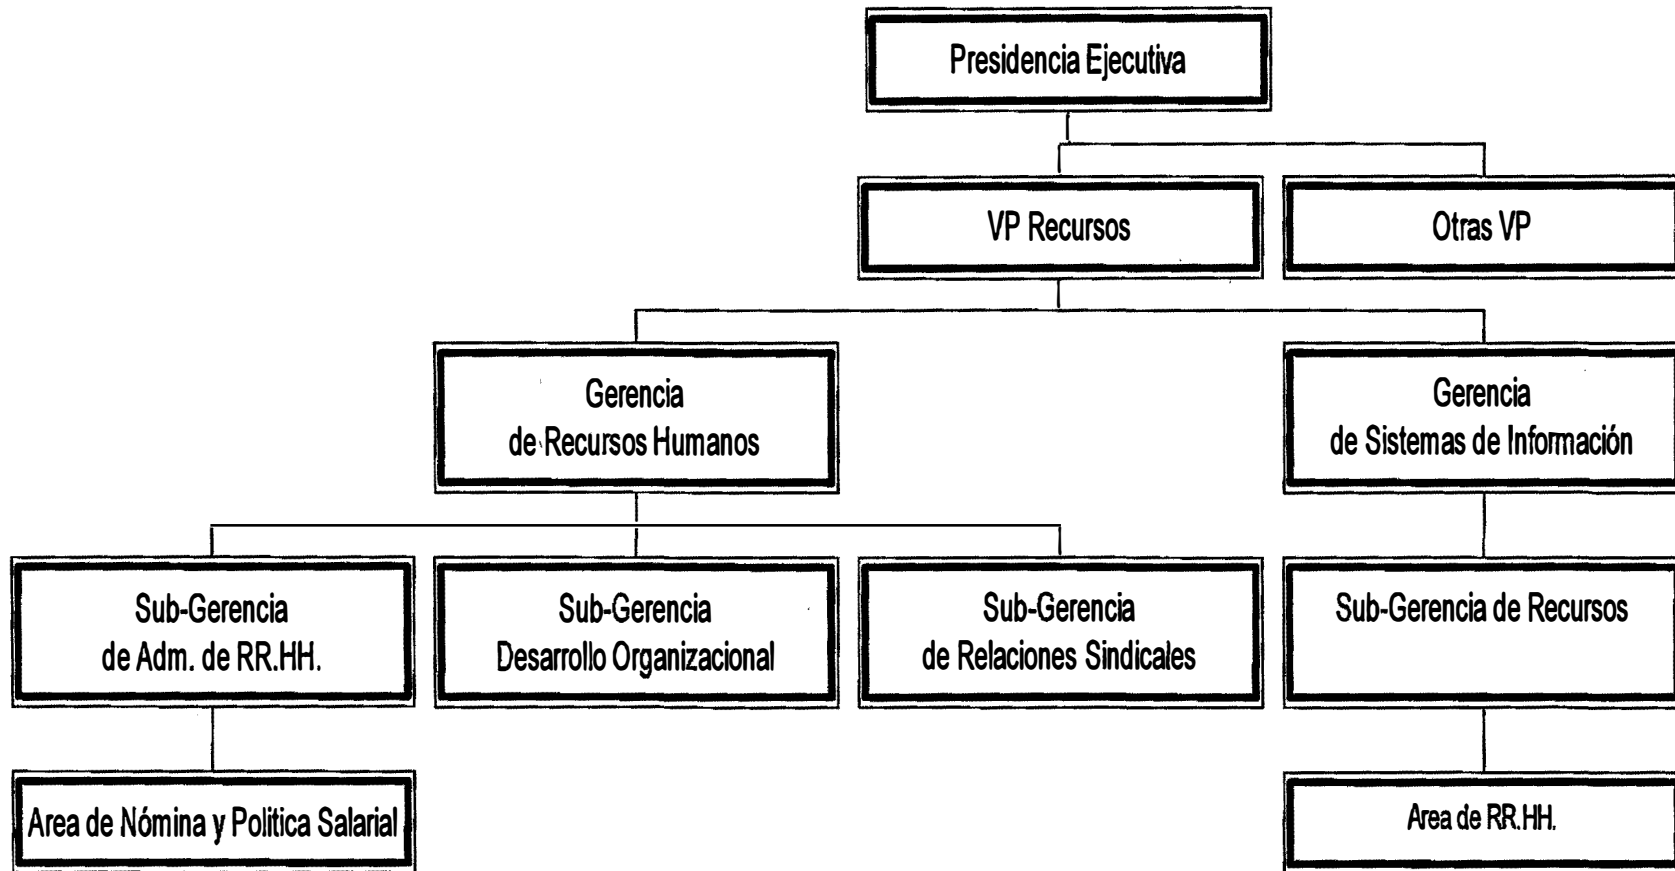 Presidencia Ejecutiva
VP Recursos
Otras VP
Gerencia
de Recursos Humanos
Gerencia
de Sistemas de Información
Sub-Gerencia
de Adm. de RR.HH.
Sub-Gerencia
Desarrollo Organizacional
Sub-Gerencia
de Relaciones Sindicales
Sub-Gerencia de Recursos
Area de Nómina y Politica Salarial
Area de RR.HH.